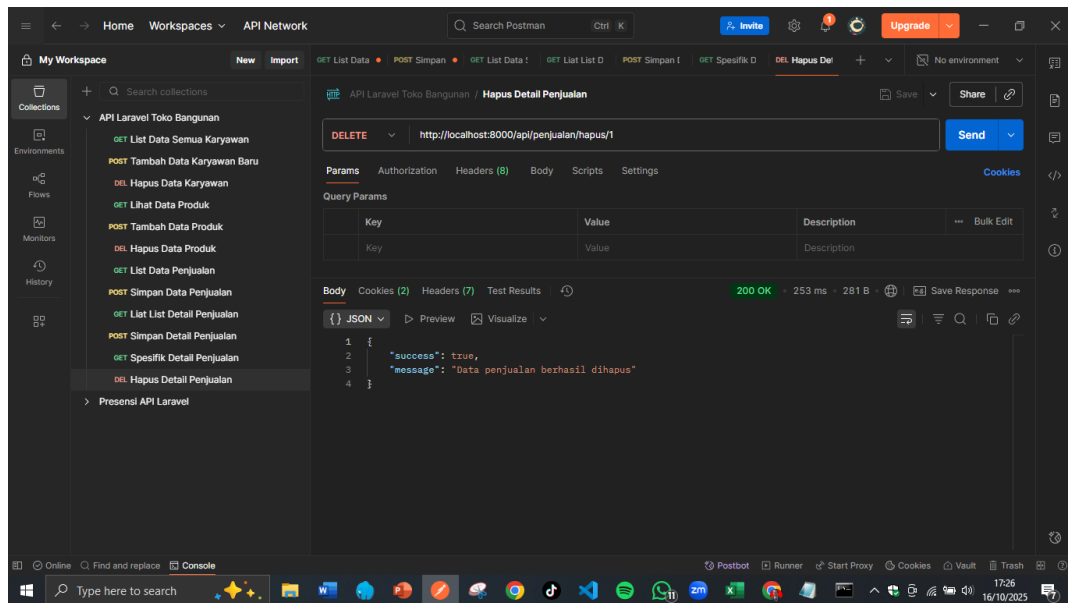 Home Workspaces API Network Search Postman Ctrl K Invite 1 Upgrade
My Workspace New Import GET List Data POST Simpan GET List Data S GET Liat List D POST Simpan I GET Spesifik D DEL Hapus Det No environment
Collections
Environments
Flows
Monitors
History
Search collections
API Laravel Toko Bangunan
GET List Data Semua Karyawan
POST Tambah Data Karyawan Baru
DEL Hapus Data Karyawan
GET Lihat Data Produk
POST Tambah Data Produk
DEL Hapus Data Produk
GET List Data Penjualan
POST Simpan Data Penjualan
GET Liat List Detail Penjualan
POST Simpan Detail Penjualan
GET Spesifik Detail Penjualan
DEL Hapus Detail Penjualan
Presensi API Laravel
HTTP API Laravel Toko Bangunan / Hapus Detail Penjualan Save Share
DELETE http://localhost:8000/api/penjualan/hapus/1 Send
Params Authorization Headers (8) Body Scripts Settings Cookies
Query Params
Key Value Description Bulk Edit
Key Value Description
Body Cookies (2) Headers (7) Test Results 200 OK 253 ms 281 B Save Response
{} JSON Preview Visualize
1 {
2 "success": true,
3 "message": "Data penjualan berhasil dihapus"
4 }
Online Find and replace Console Postbot Runner Start Proxy Cookies Vault Trash
Type here to search 17:26
16/10/2025